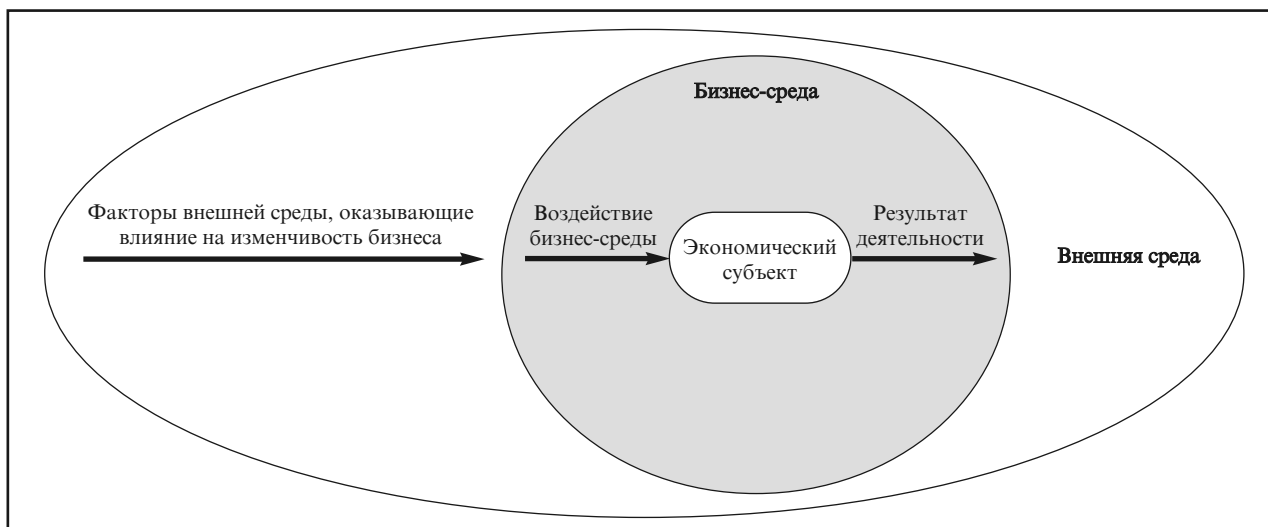 Бизнес-среда
Факторы внешней среды, оказывающие
влияние на изменчивость бизнеса
Воздействие
бизнес-среды
Экономический
субъект
Результат
деятельности
Внешняя среда